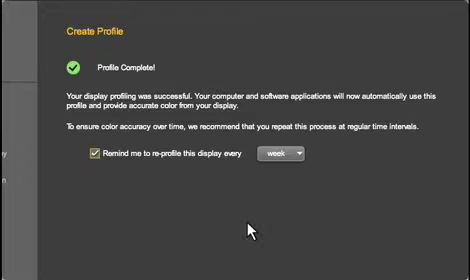 Create Profile
Profile Complete!
Your display profiling was successful. Your computer and software applications will now automatically use this
profile and provide accurate color from your display.
To ensure color accuracy over time, we recommend that you repeat this process at regular time intervals.
Remind me to re-profile this display every week